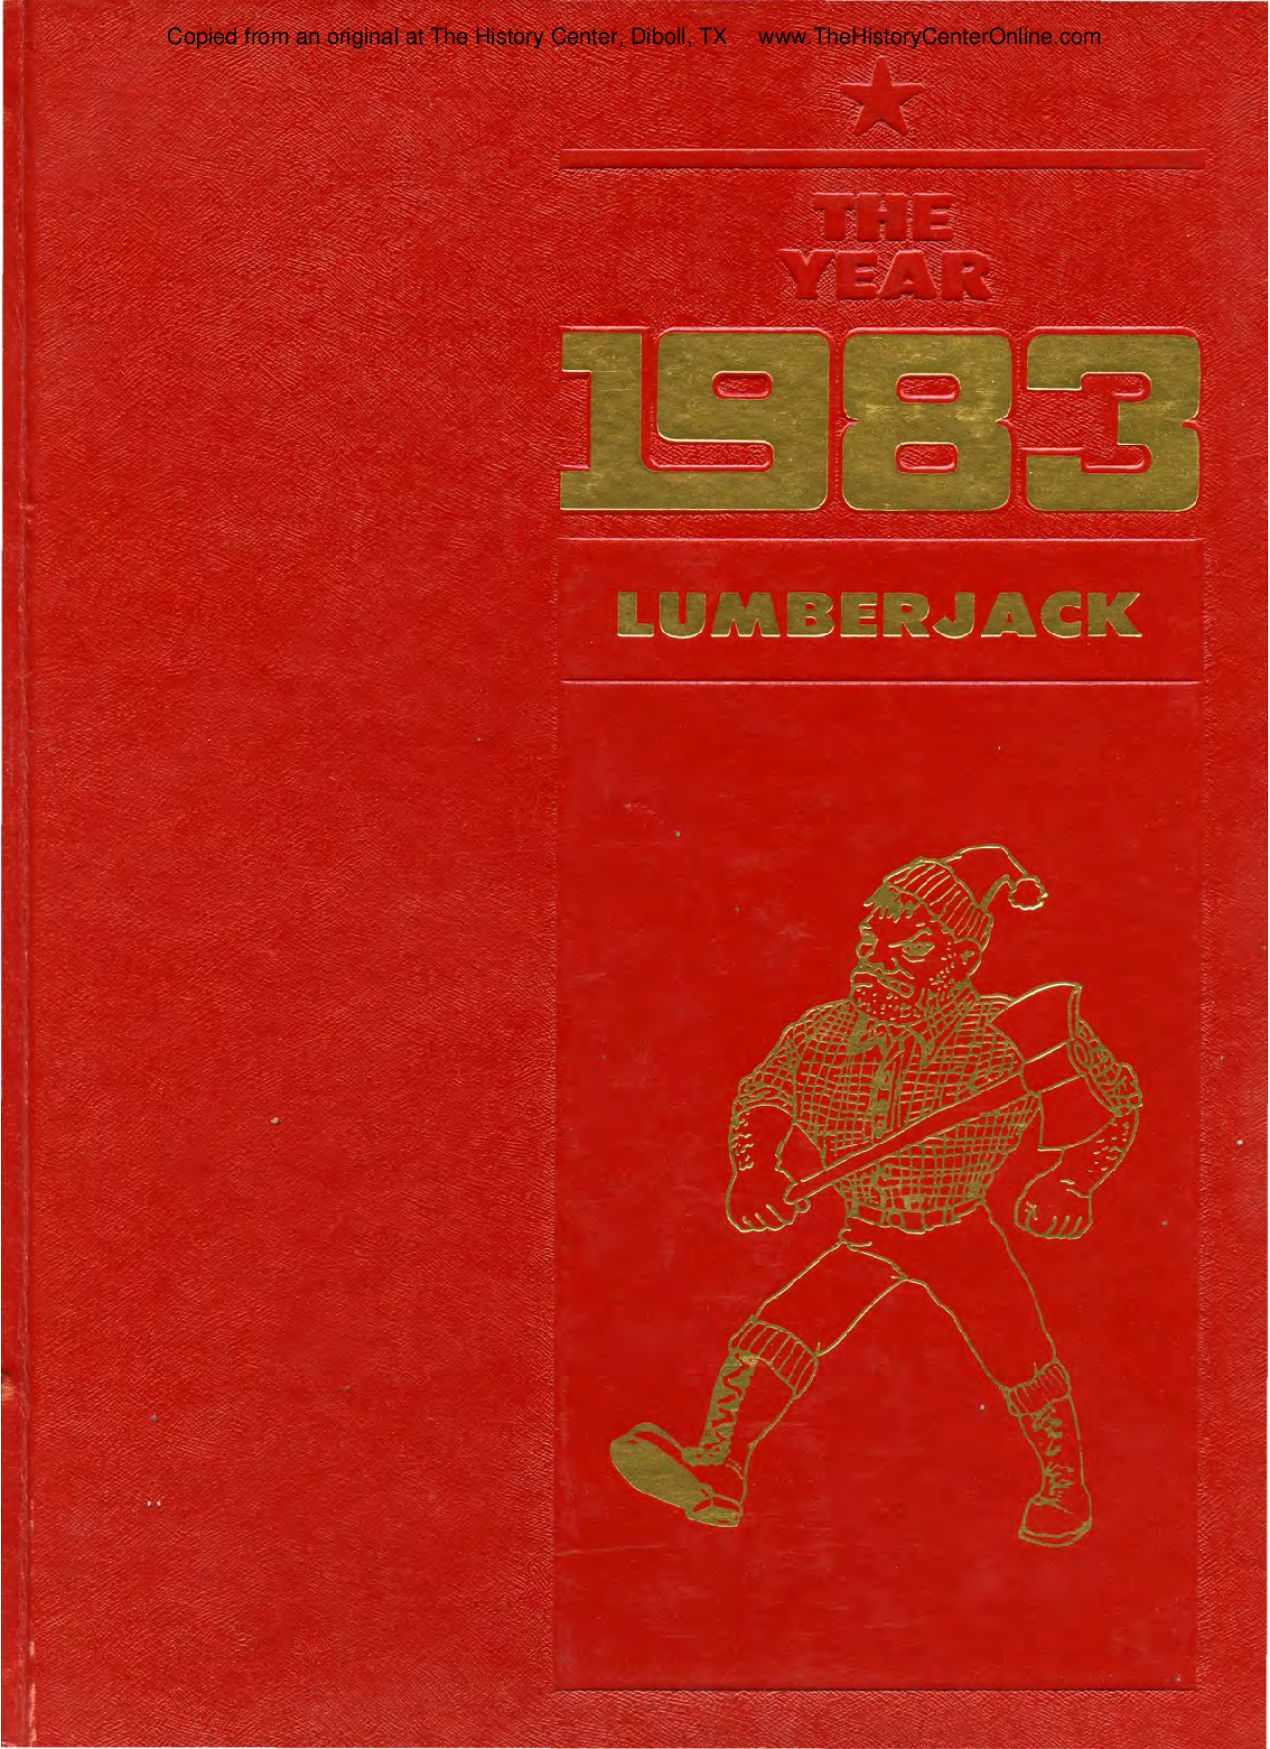 Copied from an original at The History Center, Diboll, TX www.TheHistoryCenterOnline.com
THE
YEAR
1983
LUMBERJACK